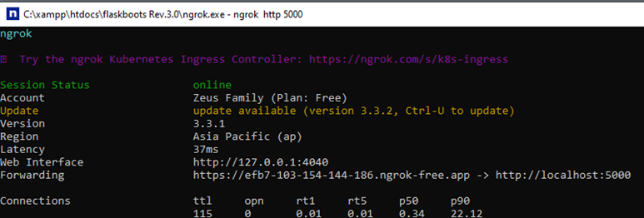 C:\xampp\htdocs\flaskboots Rev.3.0\ngrok.exe - ngrok http 5000
ngrok
Try the ngrok Kubernetes Ingress Controller: https://ngrok.com/s/k8s-ingress
Session Status online
Account Zeus Family (Plan: Free)
Update update available (version 3.3.2, Ctrl-U to update)
Version 3.3.1
Region Asia Pacific (ap)
Latency 37ms
Web Interface http://127.0.0.1:4040
Forwarding https://efb7-103-154-144-186.ngrok-free.app -> http://localhost:5000
Connections ttl opn rt1 rt5 p50 p90
115 0 0.01 0.01 0.34 22.12